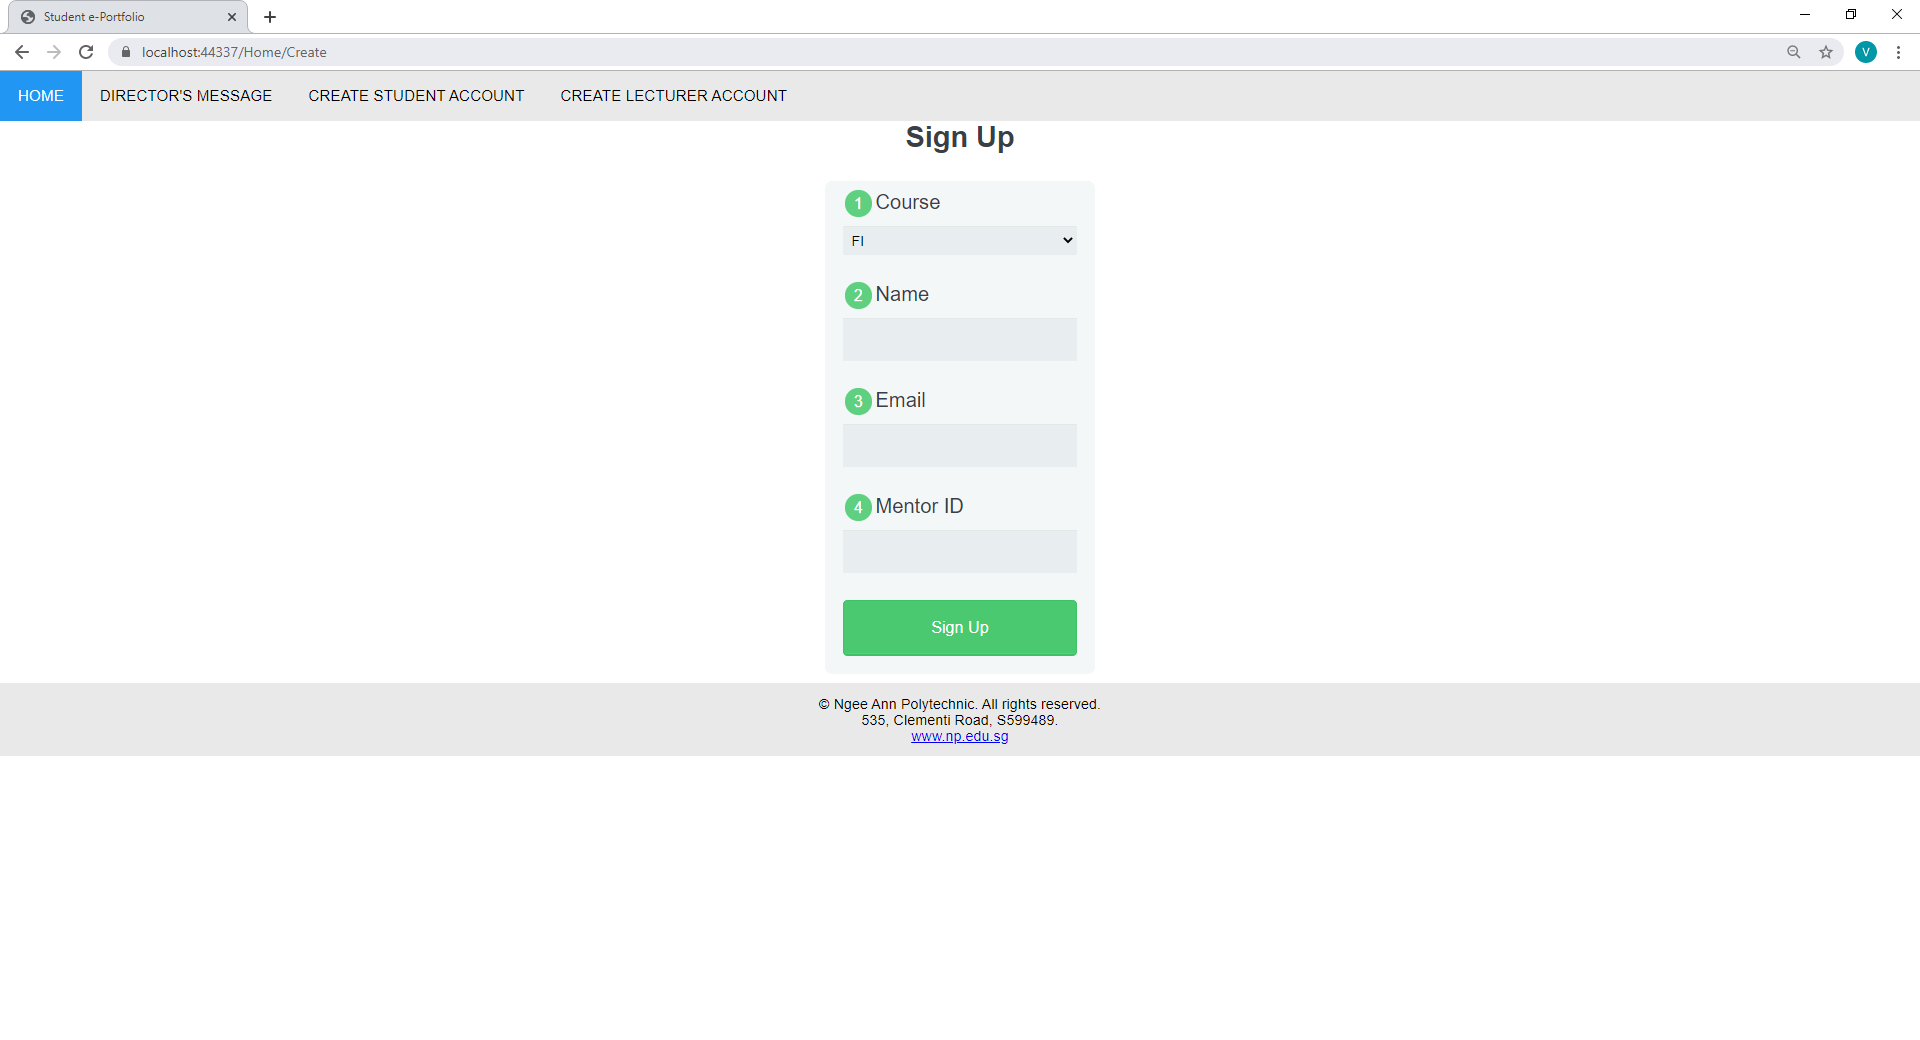 Student e-Portfolio
localhost:44337/Home/Create
V
HOME DIRECTOR'S MESSAGE CREATE STUDENT ACCOUNT CREATE LECTURER ACCOUNT
Sign Up
1 Course
FI
2 Name
3 Email
4 Mentor ID
Sign Up
© Ngee Ann Polytechnic. All rights reserved.
535, Clementi Road, S599489.
www.np.edu.sg